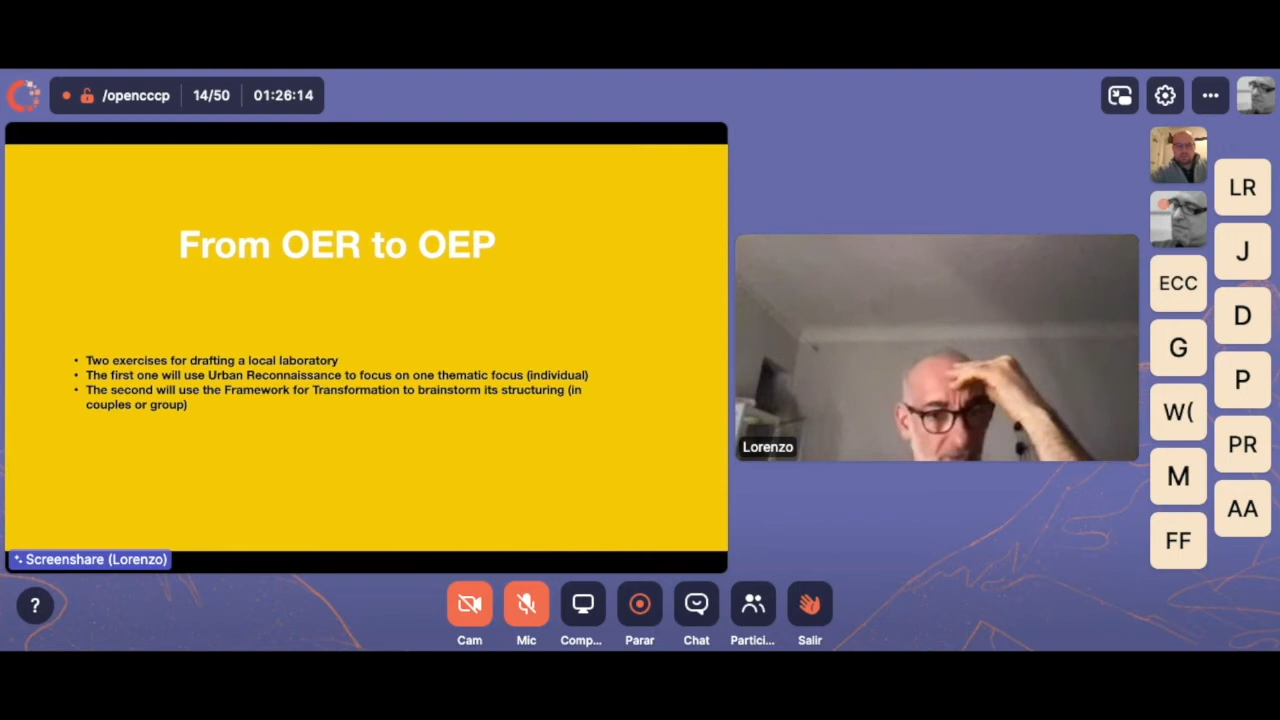 /opencccp
14/50
01:26:14
From OER to OEP
• Two exercises for drafting a local laboratory
• The first one will use Urban Reconnaissance to focus on one thematic focus (individual)
• The second will use the Framework for Transformation to brainstorm its structuring (in
couples or group)
Screenshare (Lorenzo)
Lorenzo
ECC
G
W(
M
FF
LR
J
D
P
PR
AA
?
Cam
Mic
Comp...
Parar
Chat
Partici...
Salir